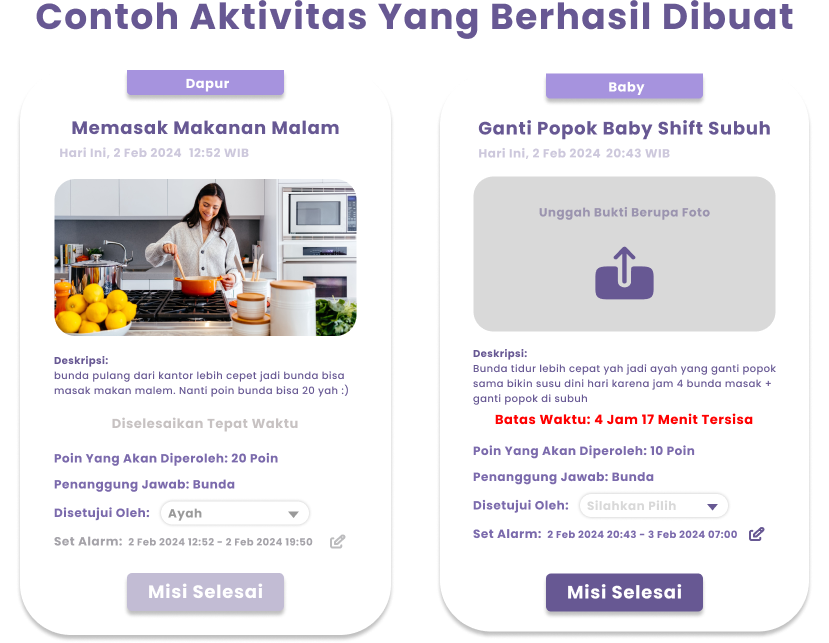 Contoh Aktivitas Yang Berhasil Dibuat
Dapur
Memasak Makanan Malam
Hari Ini, 2 Feb 2024 12:52 WIB
Deskripsi:
bunda pulang dari kantor lebih cepet jadi bunda bisa
masak makan malem. Nanti poin bunda bisa 20 yah :)
Diselesaikan Tepat Waktu
Poin Yang Akan Diperoleh: 20 Poin
Penanggung Jawab: Bunda
Disetujui Oleh: Ayah
Set Alarm: 2 Feb 2024 12:52 - 2 Feb 2024 19:50
Misi Selesai
Baby
Ganti Popok Baby Shift Subuh
Hari Ini, 2 Feb 2024 20:43 WIB
Unggah Bukti Berupa Foto
Deskripsi:
Bunda tidur lebih cepat yah jadi ayah yang ganti popok
sama bikin susu dini hari karena jam 4 bunda masak +
ganti popok di subuh
Batas Waktu: 4 Jam 17 Menit Tersisa
Poin Yang Akan Diperoleh: 10 Poin
Penanggung Jawab: Bunda
Disetujui Oleh: Silahkan Pilih
Set Alarm: 2 Feb 2024 20:43 - 3 Feb 2024 07:00
Misi Selesai